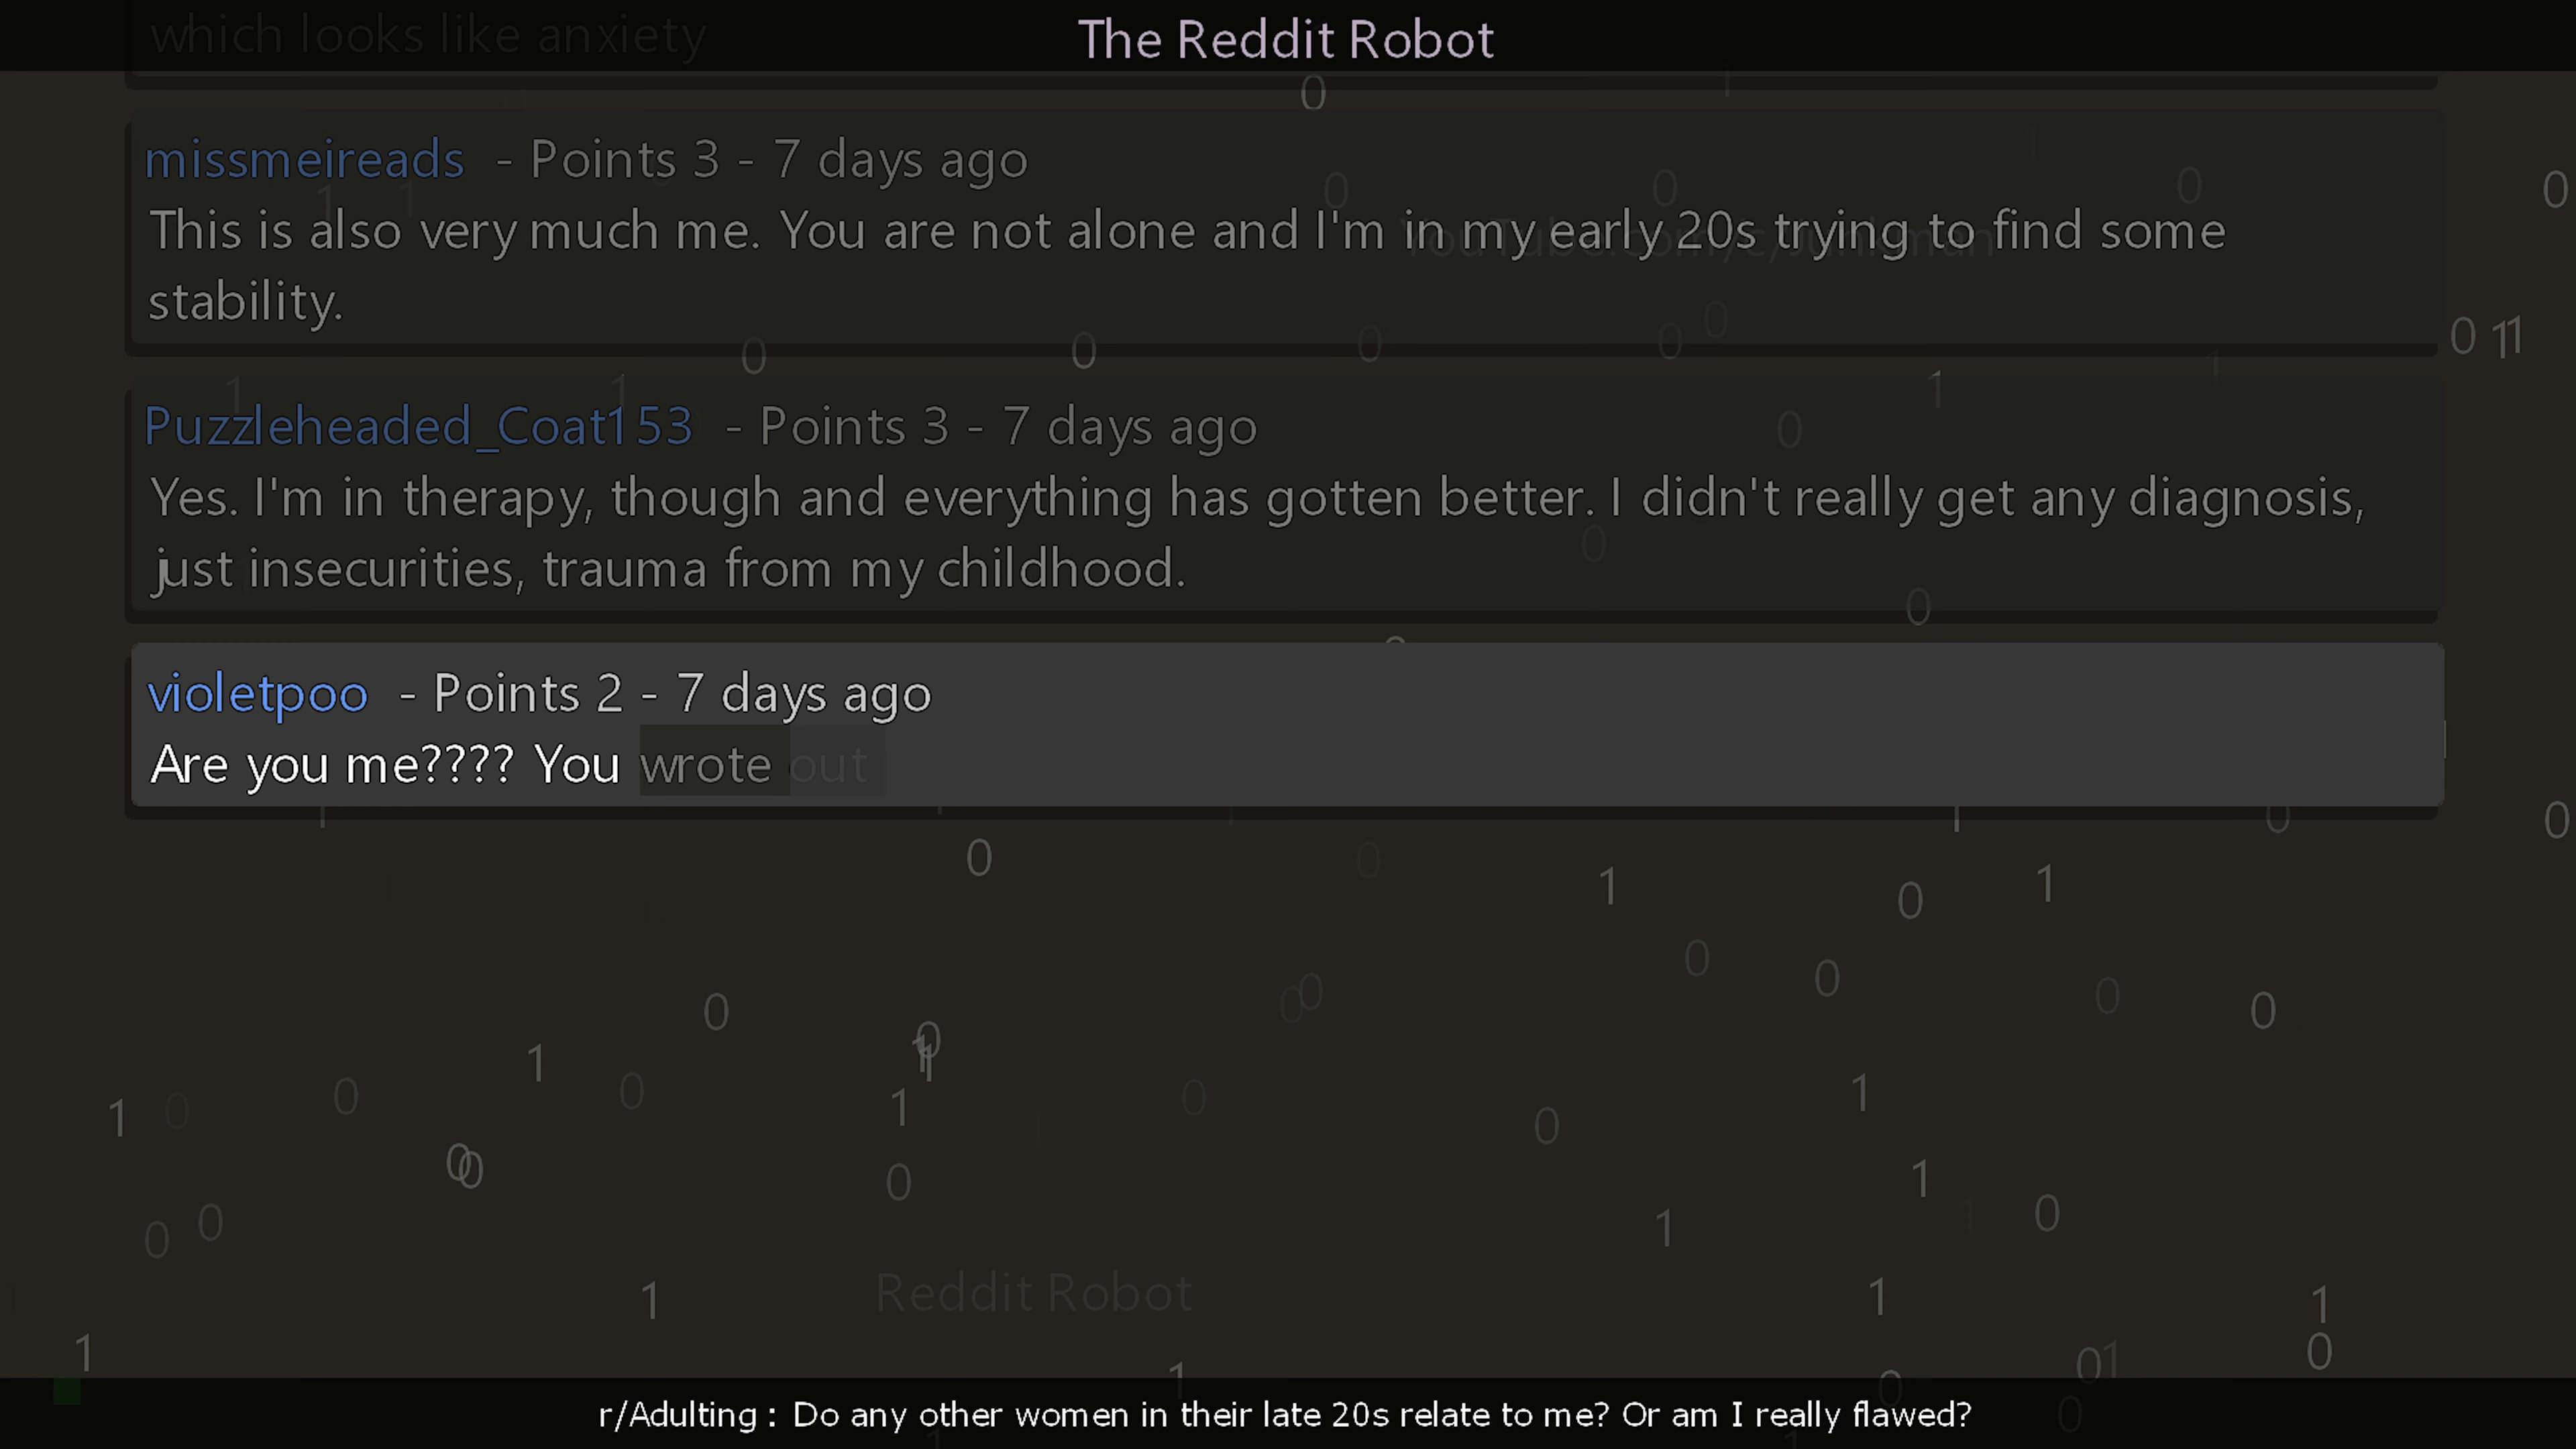 which looks like anxiety
The Reddit Robot
missmeireads - Points 3 - 7 days ago
This is also very much me. You are not alone and I'm in my early 20s trying to find some
stability.
Puzzleheaded_Coat153 - Points 3 - 7 days ago
Yes. I'm in therapy, though and everything has gotten better. I didn't really get any diagnosis,
just insecurities, trauma from my childhood.
violetpoo - Points 2 - 7 days ago
Are you me???? You wrote out
Reddit Robot
r/Adulting : Do any other women in their late 20s relate to me? Or am I really flawed?